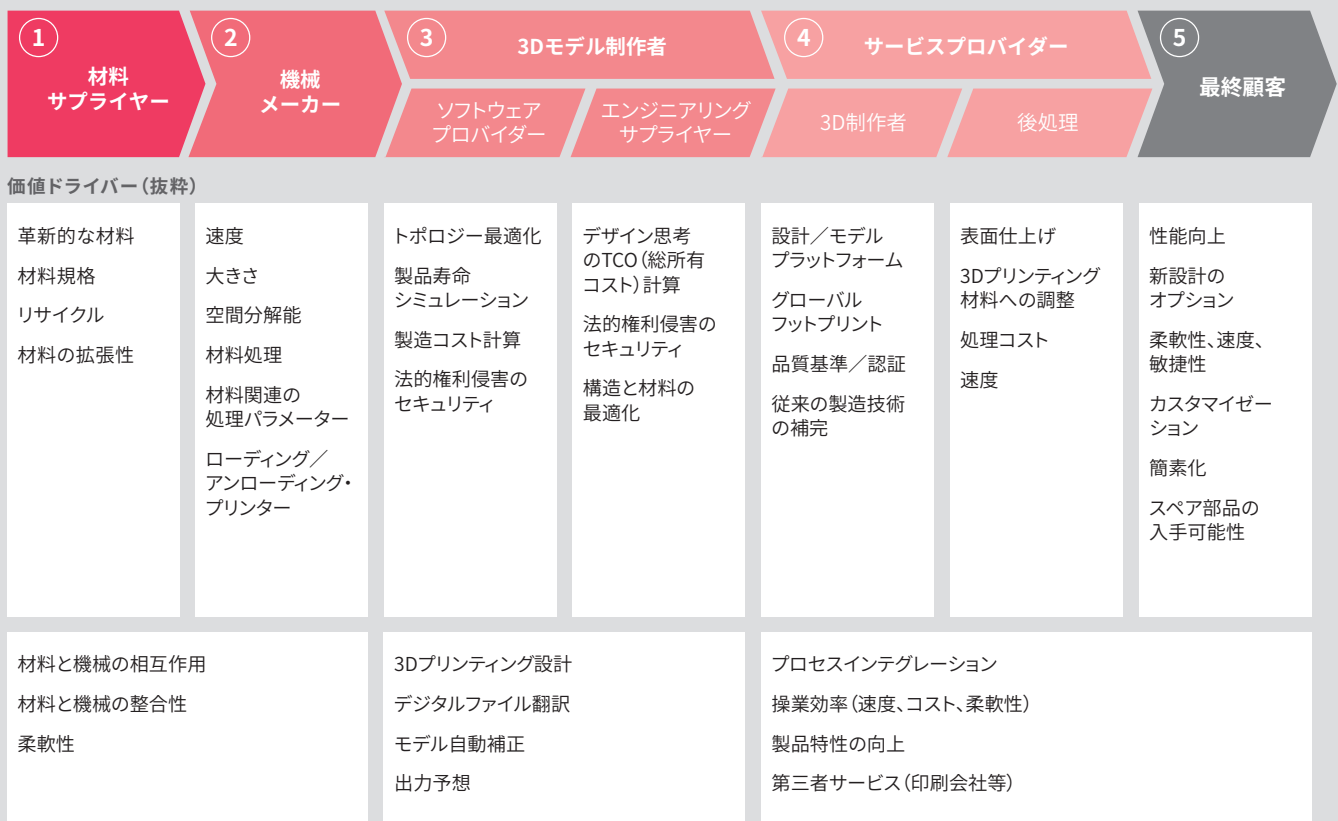 1
材料
サプライヤー
2
機械
メーカー
3
3Dモデル制作者
ソフトウェア
プロバイダー
エンジニアリング
サプライヤー
4
サービスプロバイダー
3D制作者
後処理
5
最終顧客
価値ドライバー（抜粋）
革新的な材料
材料規格
リサイクル
材料の拡張性
速度
大きさ
空間分解能
材料処理
材料関連の
処理パラメーター
ローディング／
アンローディング・
プリンター
トポロジー最適化
製品寿命
シミュレーション
製造コスト計算
法的権利侵害の
セキュリティ
デザイン思考
のTCO（総所有
コスト）計算
法的権利侵害の
セキュリティ
構造と材料の
最適化
設計／モデル
プラットフォーム
グローバル
フットプリント
品質基準／認証
従来の製造技術
の補完
表面仕上げ
3Dプリンティング
材料への調整
処理コスト
速度
性能向上
新設計の
オプション
柔軟性、速度、
敏捷性
カスタマイゼー
ション
簡素化
スペア部品の
入手可能性
材料と機械の相互作用
材料と機械の整合性
柔軟性
3Dプリンティング設計
デジタルファイル翻訳
モデル自動補正
出力予想
プロセスインテグレーション
操業効率（速度、コスト、柔軟性）
製品特性の向上
第三者サービス（印刷会社等）